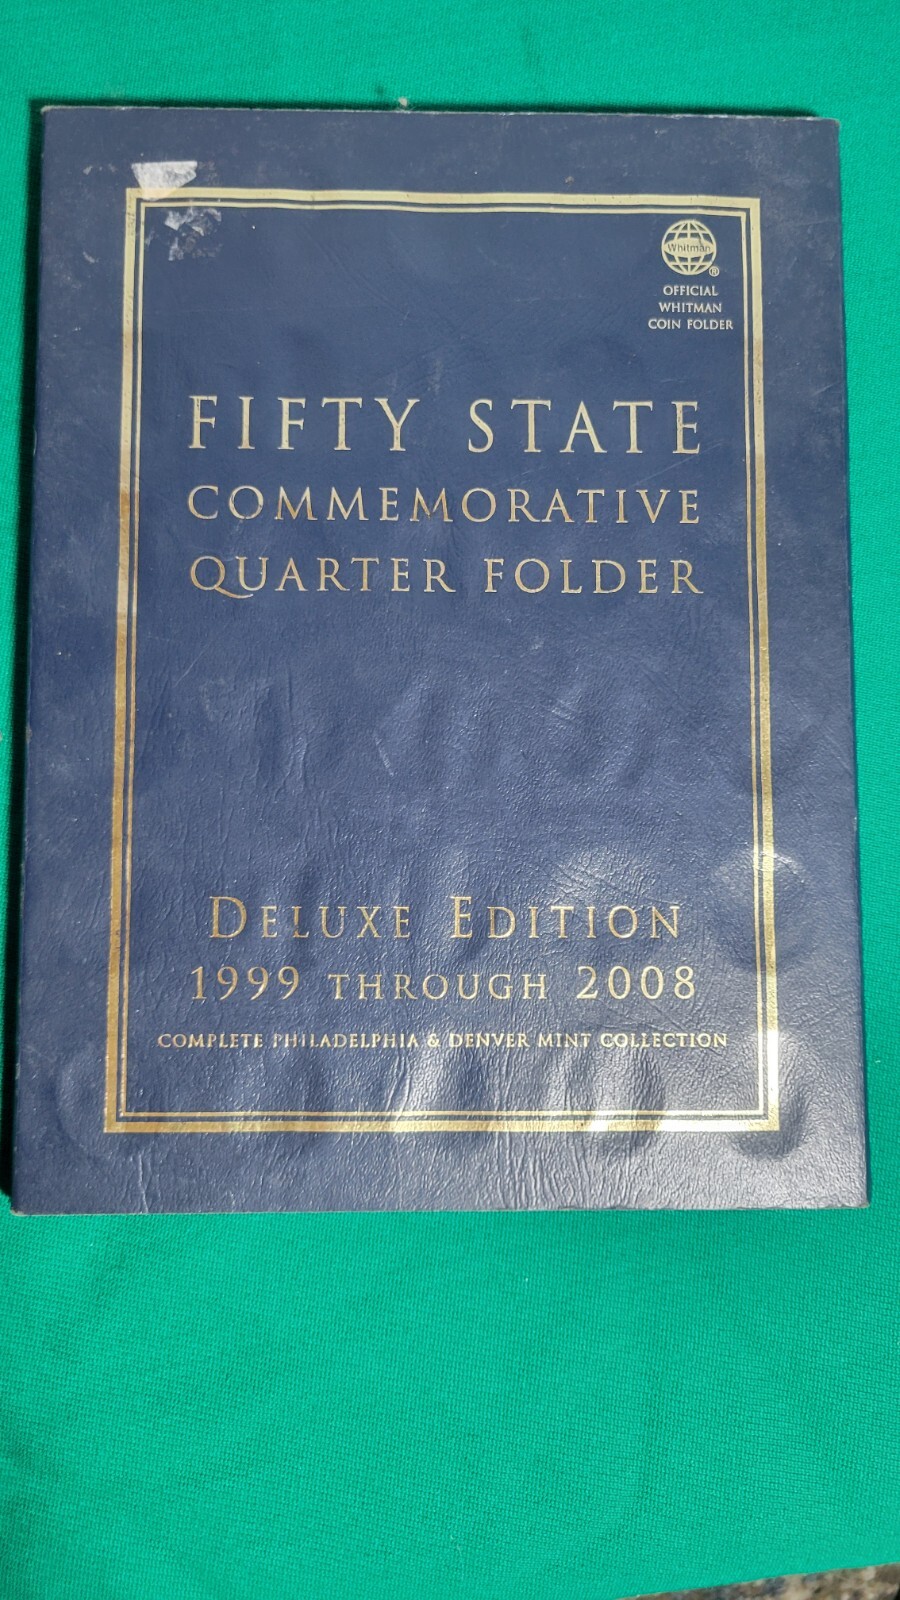 Whitman
®
OFFICIAL
WHITMAN
COIN FOLDER
FIFTY STATE
COMMEMORATIVE
QUARTER FOLDER
DELUXE EDITION
1999 THROUGH 2008
COMPLETE PHILADELPHIA & DENVER MINT COLLECTION